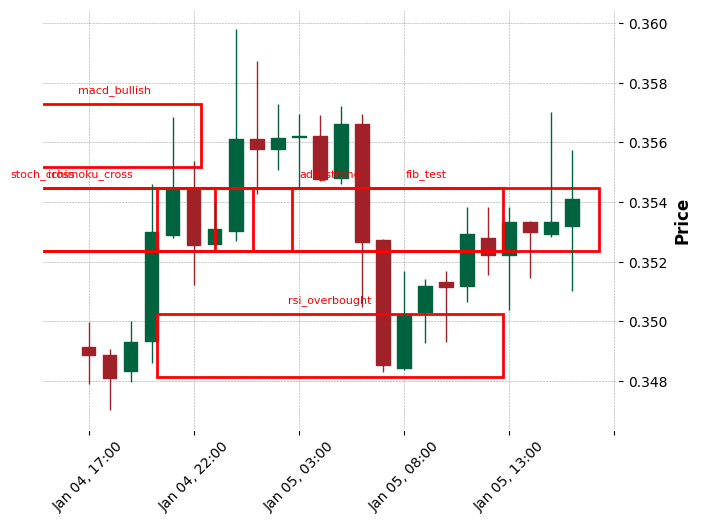 0.360
0.358
macd_bullish
0.356
ichimoku_cross
fib_test
0.354
Price
0.352
rsi_overbought
0.350
0.348
Jan 04, 17:00
Jan 04, 22:00
Jan 05, 03:00
Jan 05, 08:00
Jan 05, 13:00